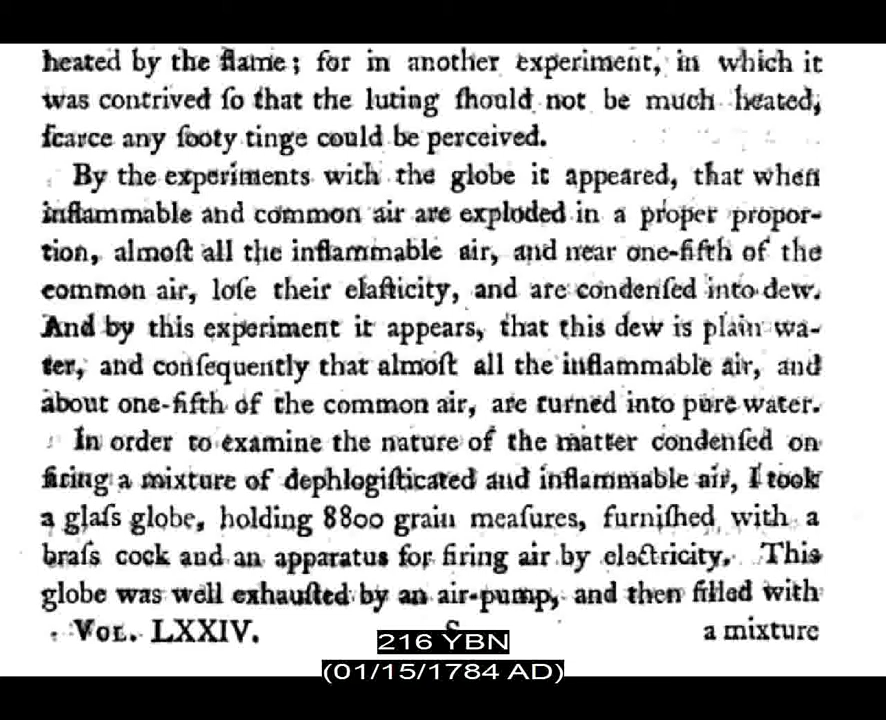 heated by the flame; for in another experiment, in which it
was contrived ſo that the luting ſhould not be much heated,
ſcarce any ſooty tinge could be perceived.
By the experiments with the globe it appeared, that when
inflammable and common air are exploded in a proper propor-
tion, almoſt all the inflammable air, and near one-fifth of the
common air, loſe their elaſticity, and are condenſed into dew.
And by this experiment it appears, that this dew is plain wa-
ter, and conſequently that almoſt all the inflammable air, and
about one-fifth of the common air, are turned into pure water.
In order to examine the nature of the matter condenſed on
firing a mixture of dephlogiſticated and inflammable air, I took
a glaſs globe, holding 8800 grain meaſures, furniſhed with a
braſs cock and an apparatus for firing air by electricity. This
globe was well exhauſted by an air-pump, and then filled with
VOL. LXXIV. a mixture
216 YBN
(01/15/1784 AD)